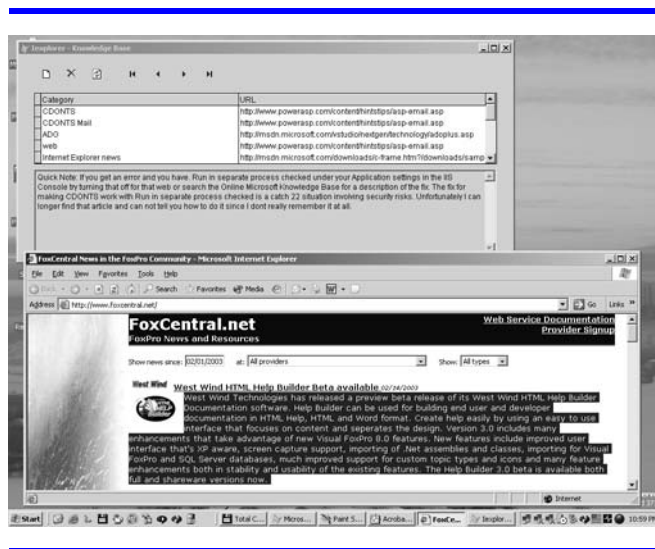 Iexplorer - Knowledge Base
Category URL
CDONTS http://www.powerasp.com/content/hintstips/asp-email.asp
CDONTS Mail http://www.powerasp.com/content/hintstips/asp-email.asp
ADO http://msdn.microsoft.com/vstudio/nextgen/technology/adoplus.asp
web http://www.powerasp.com/content/hintstips/asp-email.asp
Internet Explorer news http://msdn.microsoft.com/downloads/c-frame.htm?/downloads/samp
Quick Note: If you get an error and you have. Run in separate process checked under your Application settings in the IIS
Console by turning that off for that web or search the Online Microsoft Knowledge Base for a description of the fix. The fix for
making CDONTS work with Run in separate process checked is a catch 22 situation involving security risks. Unfortunately I can
longer find that article and can not tell you how to do it since I dont really remember it at all.
FoxCentral News in the FoxPro Community - Microsoft Internet Explorer
File Edit View Favorites Tools Help
Back Search Favorites Media
Address http://www.foxcentral.net/ Go Links »
FoxCentral.net Web Service Documentation
FoxPro News and Resources Provider Signup
Show news since: 02/01/2003 at: All providers Show: All types
West Wind West Wind HTML Help Builder Beta available 02/14/2003
West Wind Technologies has released a preview beta release of its West Wind HTML Help Builder
HELP Documentation software. Help Builder can be used for building end user and developer
documentation in HTML Help, HTML and Word format. Create help easily by using an easy to use
interface that focuses on content and seperates the design. Version 3.0 includes many
enhancements that take advantage of new Visual FoxPro 8.0 features. New features include improved user
interface that's XP aware, screen capture support, importing of .Net assemblies and classes, importing for Visual
FoxPro and SQL Server databases, much improved support for custom topic types and icons and many feature
enhancements both in stability and usability of the existing features. The Help Builder 3.0 beta is available both
full and shareware versions now.
Internet
Start Total C... Micros... Paint S... Acroba... FoxCe... Iexplor... 10:59 PM